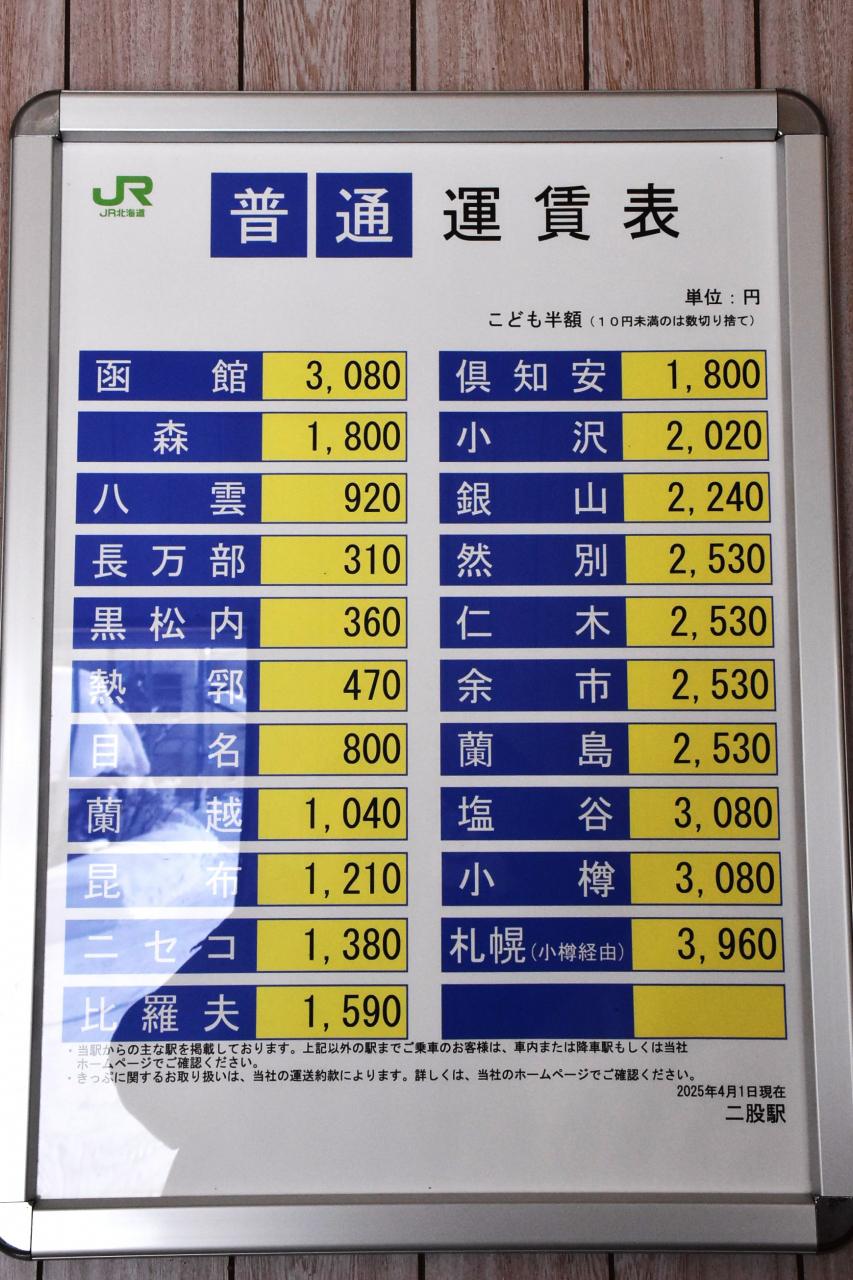 JR
JR北海道
普通運賃表
単位：円
こども半額（１０円未満のは数切り捨て）
函館 3,080
森 1,800
八雲 920
長万部 310
黒松内 360
熱郛 470
目名 800
蘭越 1,040
昆布 1,210
ニセコ 1,380
比羅夫 1,590
倶知安 1,800
小沢 2,020
銀山 2,240
然別 2,530
仁木 2,530
余市 2,530
蘭島 2,530
塩谷 3,080
小樽 3,080
札幌(小樽経由) 3,960
・当駅からの主な駅を掲載しております。上記以外の駅までご乗車のお客様は、車内または降車駅もしくは当社
ホームページでご確認ください。
・きっぷに関するお取り扱いは、当社の運送約款によります。詳しくは、当社のホームページでご確認ください。
2025年4月1日現在
二股駅